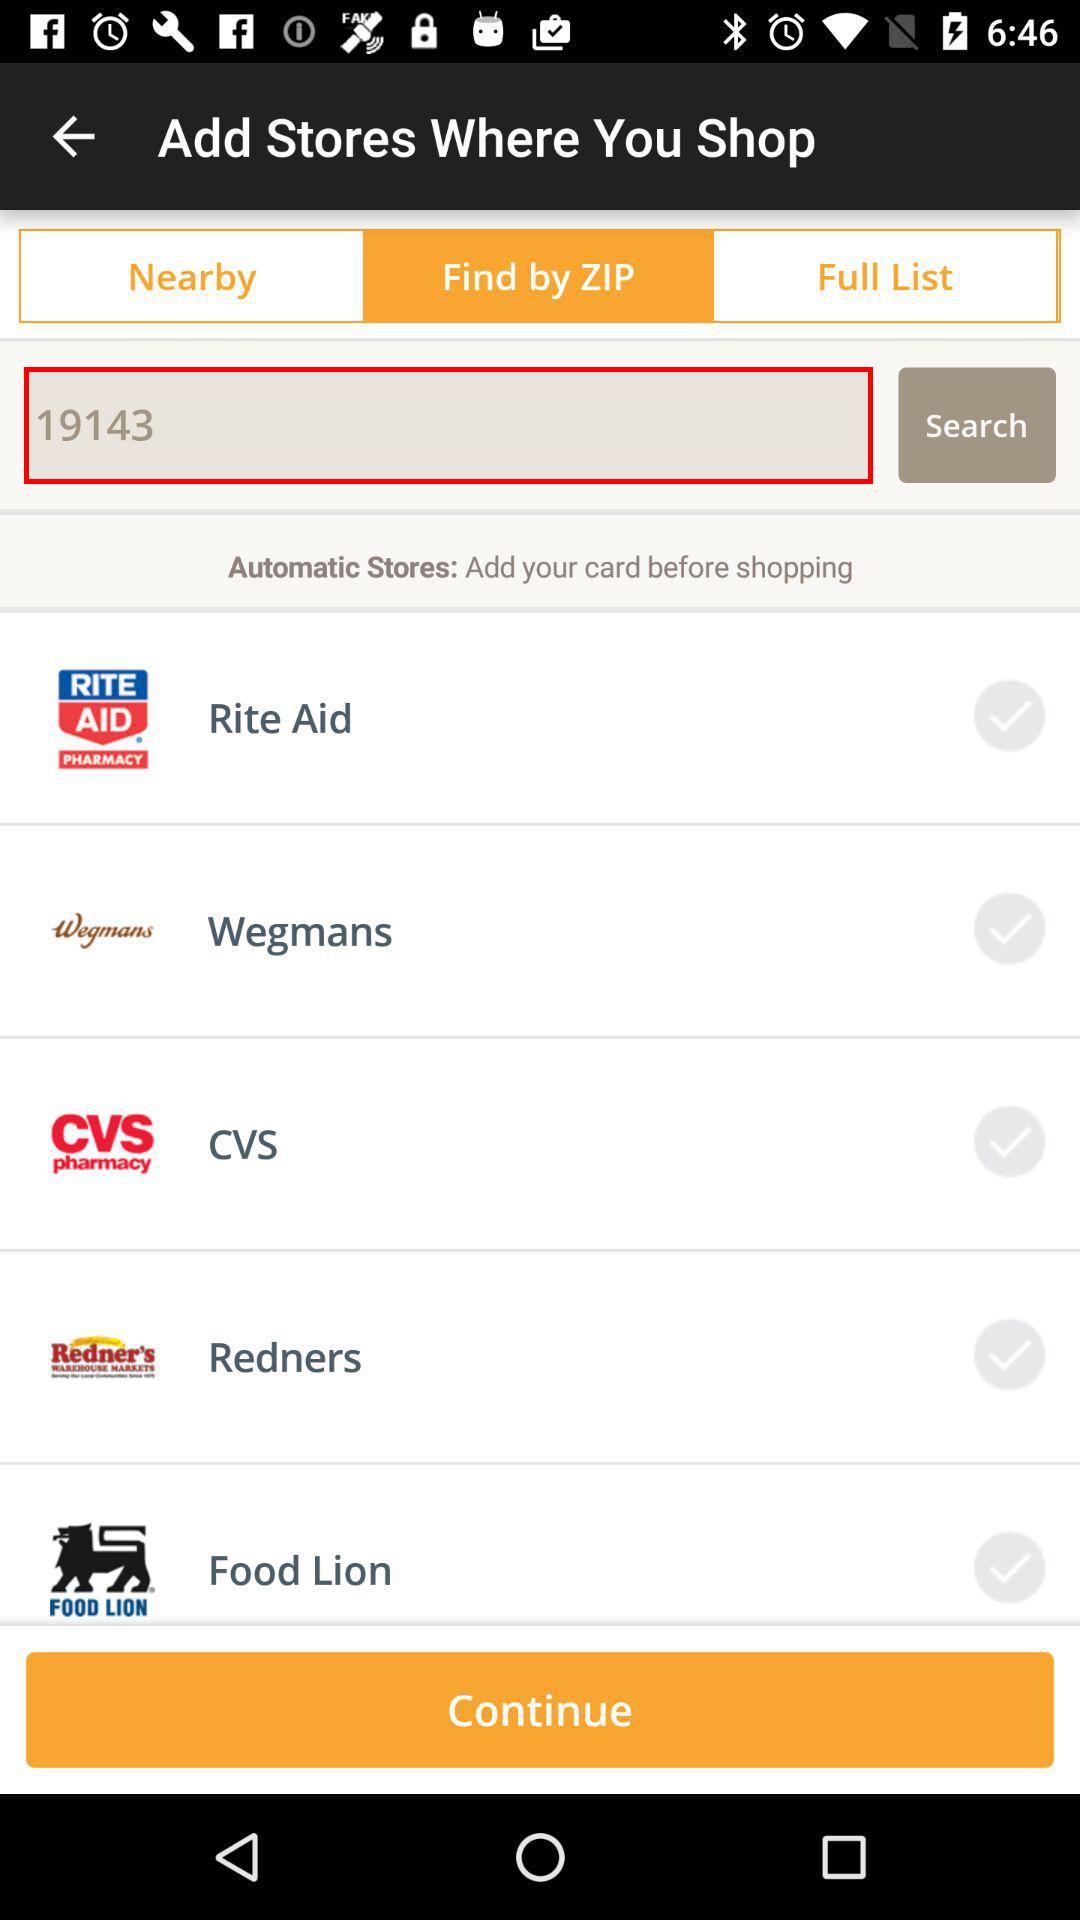 FAKE
6:46
Add Stores Where You Shop
Nearby
Find by ZIP
Full List
19143
Search
Automatic Stores: Add your card before shopping
RITE
AID
PHARMACY
Rite Aid
Wegmans
Wegmans
CVS
pharmacy
CVS
Redner's
WAREHOUSE MARKETS
Redners
FOOD LION
Food Lion
Continue